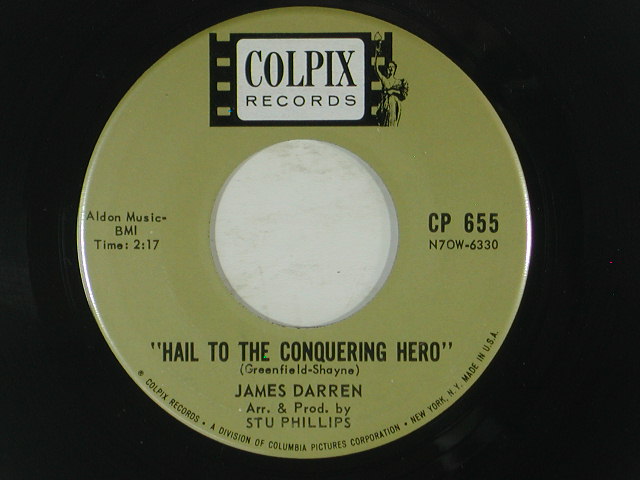 COLPIX
RECORDS
Aldon Music-
BMI
Time: 2:17
CP 655
N7OW-6330
"HAIL TO THE CONQUERING HERO"
(Greenfield-Shayne)
JAMES DARREN
Arr. & Prod. by
STU PHILLIPS
® COLPIX RECORDS • A DIVISION OF COLUMBIA PICTURES CORPORATION • NEW YORK, N.Y. MADE IN U.S.A.